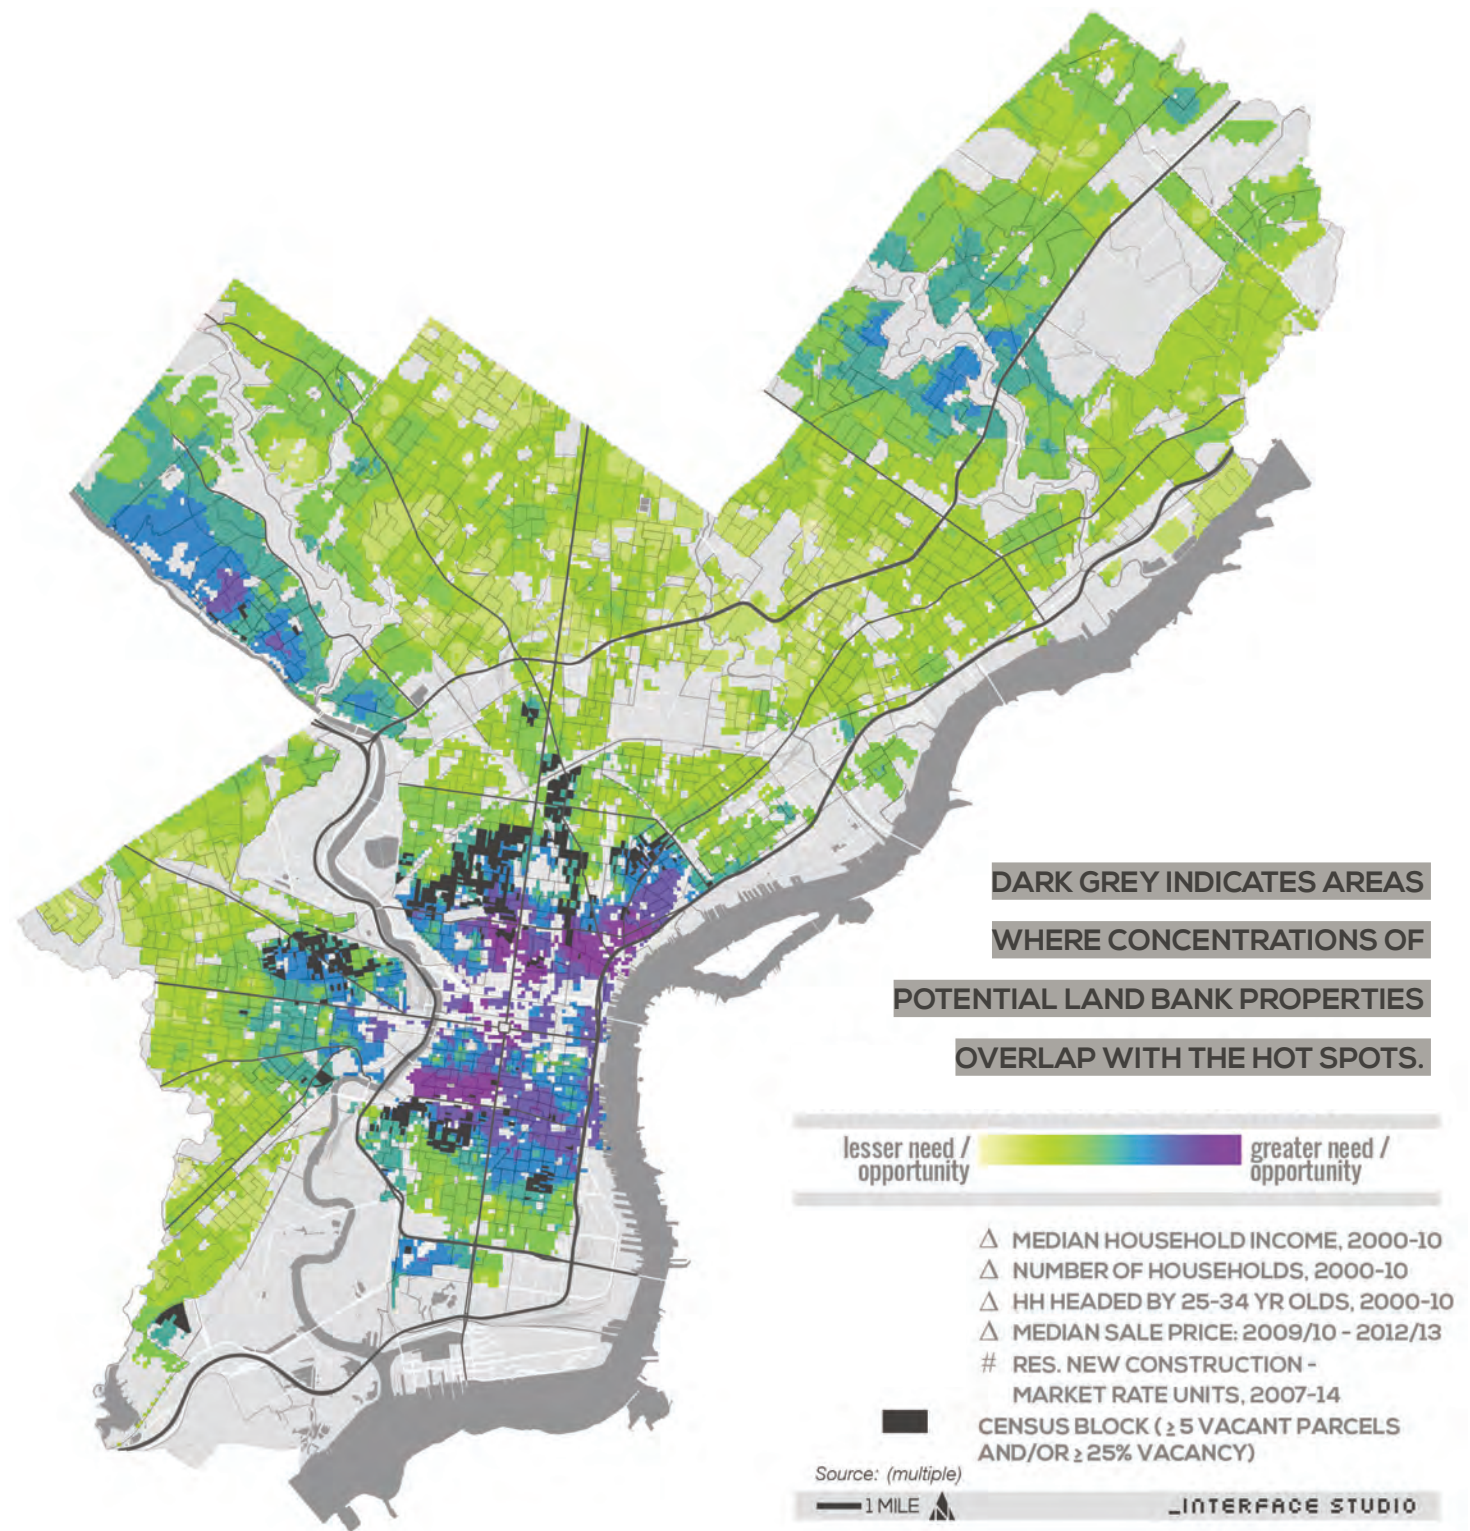 DARK GREY INDICATES AREAS
WHERE CONCENTRATIONS OF
POTENTIAL LAND BANK PROPERTIES
OVERLAP WITH THE HOT SPOTS.
lesser need /
opportunity
greater need /
opportunity
Δ MEDIAN HOUSEHOLD INCOME, 2000-10
Δ NUMBER OF HOUSEHOLDS, 2000-10
Δ HH HEADED BY 25-34 YR OLDS, 2000-10
Δ MEDIAN SALE PRICE: 2009/10 - 2012/13
# RES. NEW CONSTRUCTION -
MARKET RATE UNITS, 2007-14
CENSUS BLOCK (≥5 VACANT PARCELS
AND/OR ≥25% VACANCY)
Source: (multiple)
1 MILE
_INTERFACE STUDIO